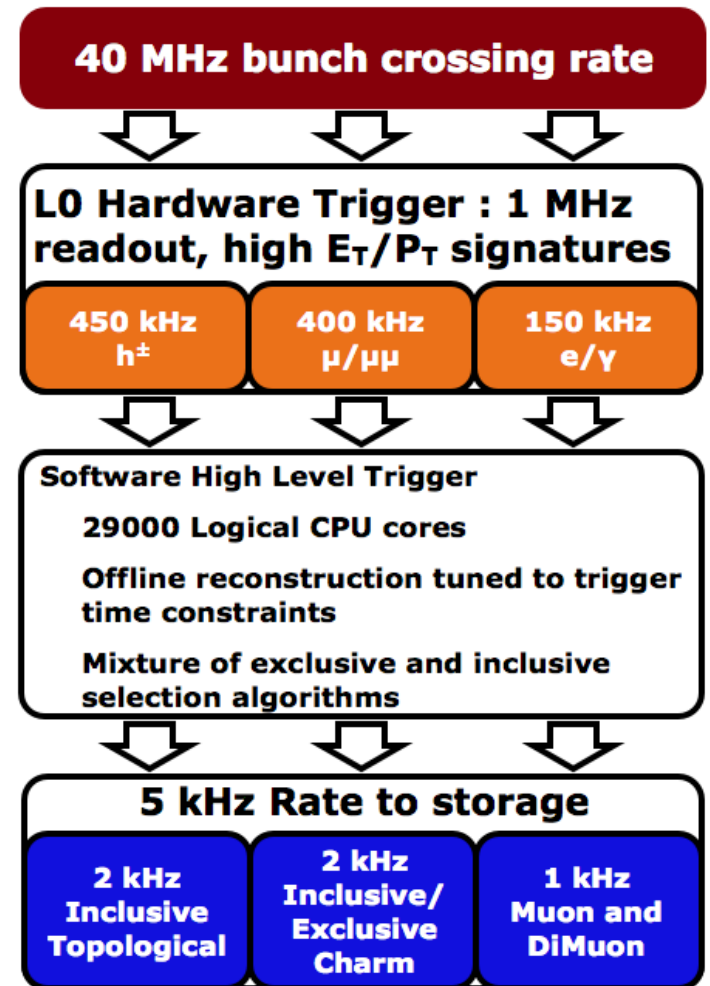 40 MHz bunch crossing rate
L0 Hardware Trigger : 1 MHz
readout, high E_T/P_T signatures
450 kHz
h±
400 kHz
μ/μμ
150 kHz
e/γ
Software High Level Trigger
29000 Logical CPU cores
Offline reconstruction tuned to trigger
time constraints
Mixture of exclusive and inclusive
selection algorithms
5 kHz Rate to storage
2 kHz
Inclusive
Topological
2 kHz
Inclusive/
Exclusive
Charm
1 kHz
Muon and
DiMuon